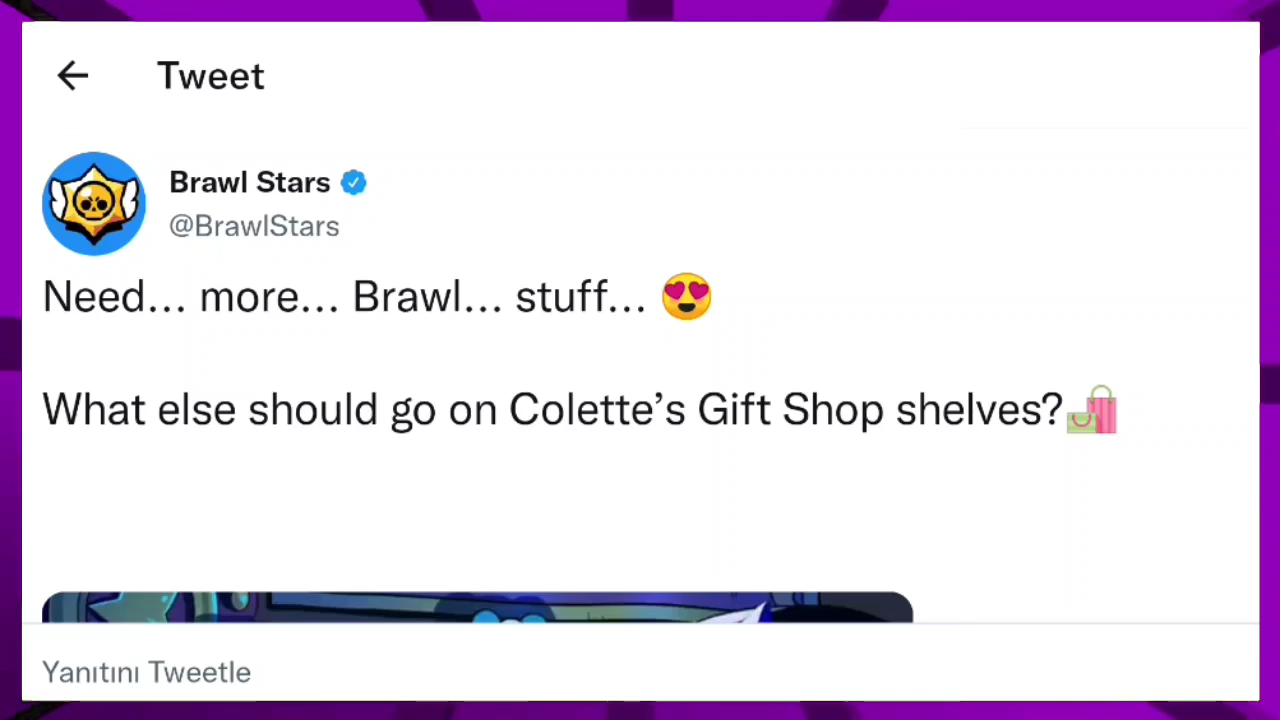 Tweet
Brawl Stars
@BrawlStars
Need... more... Brawl... stuff... 😍
What else should go on Colette’s Gift Shop shelves?🛍️
Yanıtını Tweetle